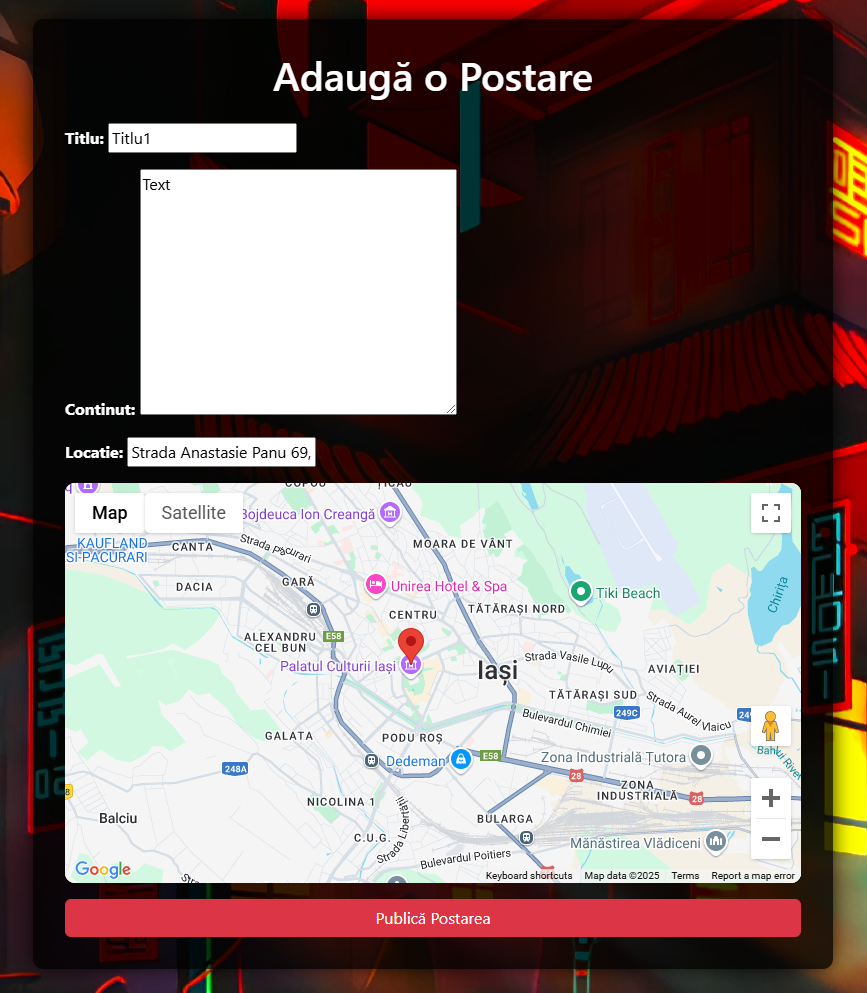 Adaugă o Postare
Titlu: Titlu1
Text
Continut:
Locatie: Strada Anastasie Panu 69,
Map
Satellite
Bojdeuca Ion Creangă
KAUFLAND
SI-PACURARI
CANTA
Strada Păcurari
MOARA DE VÂNT
DACIA
GARĂ
Unirea Hotel & Spa
Tiki Beach
Chirița
CENTRU
TĂTĂRAȘI NORD
ALEXANDRU
CEL BUN
E58
Palatul Culturii Iași
Iași
Strada Vasile Lupu
AVIAȚIEI
TĂTĂRAȘI SUD
Strada Aurel Vlaicu
249C
Bulevardul Chimiei
GALATA
PODU ROȘ
Dedeman
E58
Zona Industrială Țutora
Bahlui River
248A
28
ZONA
INDUSTRIALĂ
28
NICOLINA 1
Balciu
BULARGA
C.U.G.
Strada Libertății
Mănăstirea Vlădiceni
Bulevardul Poitiers
Google
Keyboard shortcuts
Map data ©2025
Terms
Report a map error
Publică Postarea